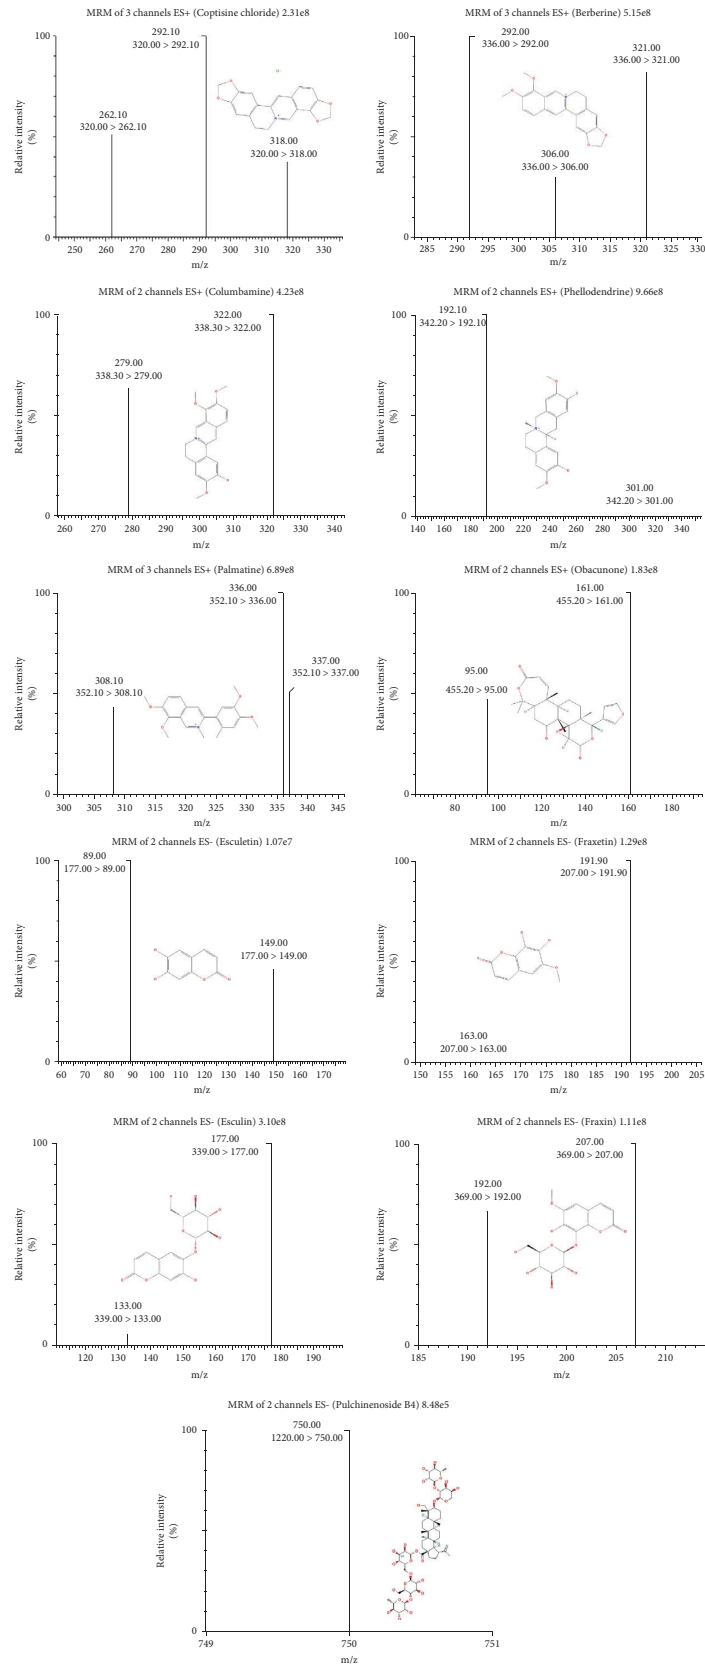 MRM of 3 channels ES+ (Coptisine chloride) 2.31e8
100
0
Relative intensity
(%)
292.10
320.00 > 292.10
262.10
320.00 > 262.10
318.00
320.00 > 318.00
250 260 270 280 290 300 310 320 330
m/z
MRM of 3 channels ES+ (Berberine) 5.15e8
100
0
Relative intensity
(%)
292.00
336.00 > 292.00
321.00
336.00 > 321.00
306.00
336.00 > 306.00
285 290 295 300 305 310 315 320 325 330
m/z
MRM of 2 channels ES+ (Columbamine) 4.23e8
100
0
Relative intensity
(%)
322.00
338.30 > 322.00
279.00
338.30 > 279.00
260 270 280 290 300 310 320 330 340
m/z
MRM of 2 channels ES+ (Phellodendrine) 9.66e8
100
0
Relative intensity
(%)
192.10
342.20 > 192.10
301.00
342.20 > 301.00
140 160 180 200 220 240 260 280 300 320 340
m/z
MRM of 3 channels ES+ (Palmatine) 6.89e8
100
0
Relative intensity
(%)
336.00
352.10 > 336.00
337.00
352.10 > 337.00
308.10
352.10 > 308.10
300 305 310 315 320 325 330 335 340 345
m/z
MRM of 2 channels ES+ (Obacunone) 1.83e8
100
0
Relative intensity
(%)
161.00
455.20 > 161.00
95.00
455.20 > 95.00
80 100 120 140 160 180
m/z
MRM of 2 channels ES- (Esculetin) 1.07e7
100
0
Relative intensity
(%)
89.00
177.00 > 89.00
149.00
177.00 > 149.00
60 70 80 90 100 110 120 130 140 150 160 170
m/z
MRM of 2 channels ES- (Fraxetin) 1.29e8
100
0
Relative intensity
(%)
191.90
207.00 > 191.90
163.00
207.00 > 163.00
150 155 160 165 170 175 180 185 190 195 200 205
m/z
MRM of 2 channels ES- (Esculin) 3.10e8
100
0
Relative intensity
(%)
177.00
339.00 > 177.00
133.00
339.00 > 133.00
120 130 140 150 160 170 180 190
m/z
MRM of 2 channels ES- (Fraxin) 1.11e8
100
0
Relative intensity
(%)
207.00
369.00 > 207.00
192.00
369.00 > 192.00
185 190 195 200 205 210
m/z
MRM of 2 channels ES- (Pulchinenoside B4) 8.48e5
100
0
Relative intensity
(%)
750.00
1220.00 > 750.00
749 750 751
m/z